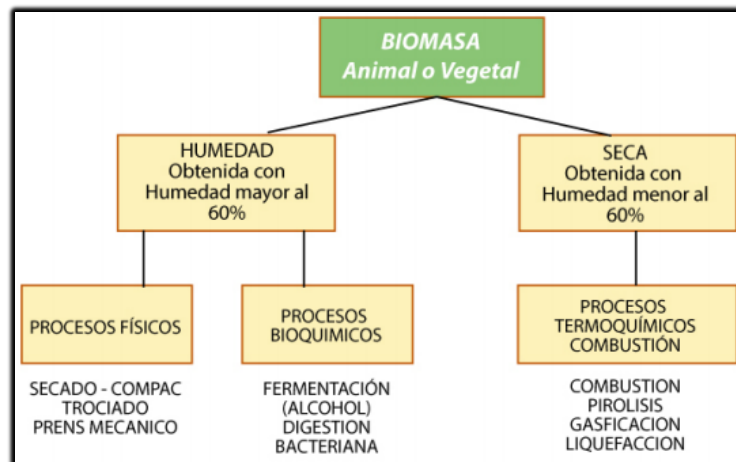 BIOMASA
Animal o Vegetal
HUMEDAD
Obtenida con
Humedad mayor al
60%
SECA
Obtenida con
Humedad menor al
60%
PROCESOS FÍSICOS
PROCESOS
BIOQUIMICOS
PROCESOS
TERMOQUÍMICOS
COMBUSTIÓN
SECADO - COMPAC
TROCIADO
PRENS MECANICO
FERMENTACIÓN
(ALCOHOL)
DIGESTION
BACTERIANA
COMBUSTION
PIROLISIS
GASFICACION
LIQUEFACCION